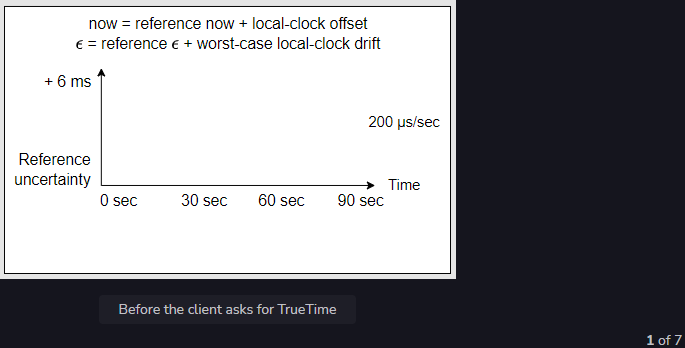 now = reference now + local-clock offset
ϵ = reference ϵ + worst-case local-clock drift
+ 6 ms
200 μs/sec
Reference
uncertainty
Time
0 sec 30 sec 60 sec 90 sec
Before the client asks for TrueTime
1 of 7